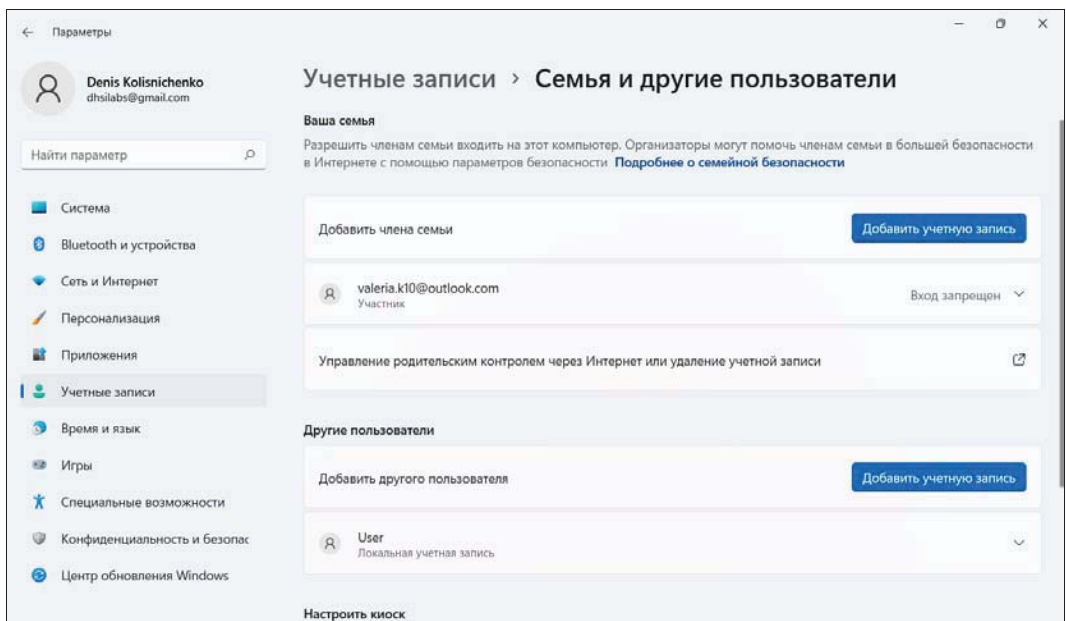 Параметры
Denis Kolisnichenko
dhsilabs@gmail.com
Найти параметр
Система
Bluetooth и устройства
Сеть и Интернет
Персонализация
Приложения
Учетные записи
Время и язык
Игры
Специальные возможности
Конфиденциальность и безопас
Центр обновления Windows
Учетные записи > Семья и другие пользователи
Ваша семья
Разрешить членам семьи входить на этот компьютер. Организаторы могут помочь членам семьи в большей безопасности
в Интернете с помощью параметров безопасности Подробнее о семейной безопасности
Добавить члена семьи
Добавить учетную запись
valeria.k10@outlook.com
Участник
Вход запрещен
Управление родительским контролем через Интернет или удаление учетной записи
Другие пользователи
Добавить другого пользователя
Добавить учетную запись
User
Локальная учетная запись
Настроить киоск